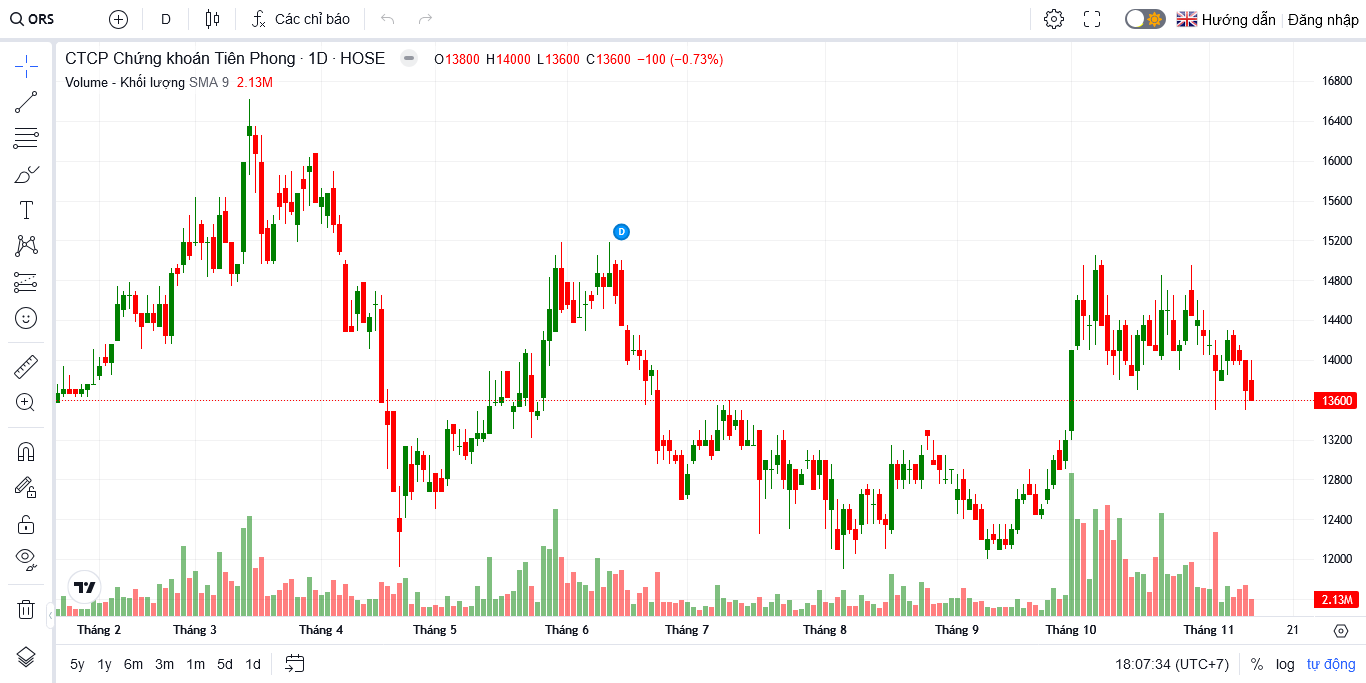 ORS D Các chỉ báo Hướng dẫn Đăng nhập
CTCP Chứng khoán Tiên Phong · 1D · HOSE O13800 H14000 L13600 C13600 −100 (−0.73%)
Volume - Khối lượng SMA 9 2.13M
16800
16400
16000
15600
15200
D
14800
14400
14000
13600
13200
12800
12400
12000
2.13M
Tháng 2 Tháng 3 Tháng 4 Tháng 5 Tháng 6 Tháng 7 Tháng 8 Tháng 9 Tháng 10 Tháng 11 21
5y 1y 6m 3m 1m 5d 1d 18:07:34 (UTC+7) % log tự động